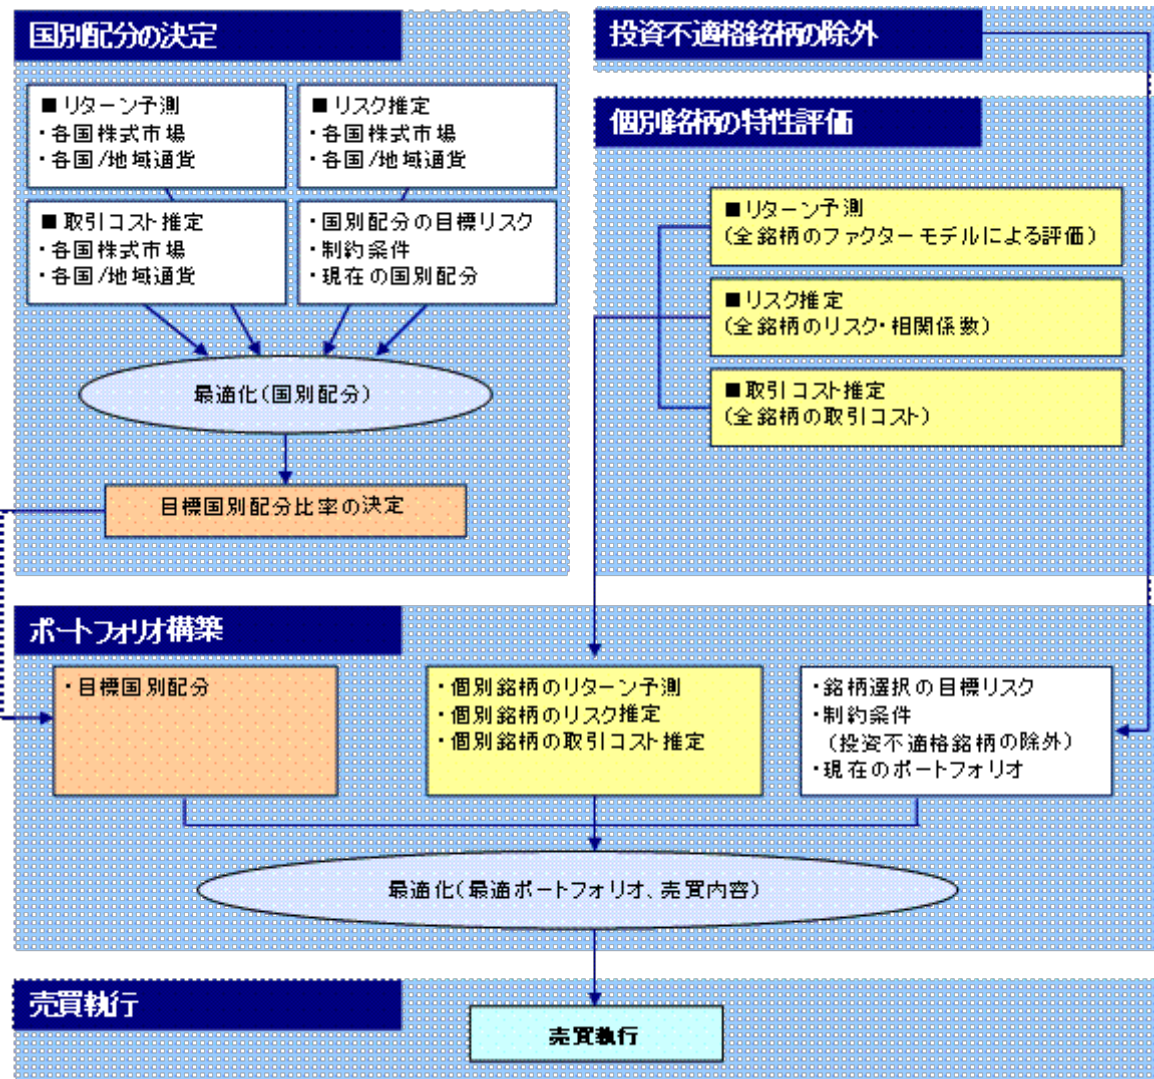 国別配分の決定
■リターン予測
・各国株式市場
・各国/地域通貨
■リスク推定
・各国株式市場
・各国/地域通貨
■取引コスト推定
・各国株式市場
・各国/地域通貨
・国別配分の目標リスク
・制約条件
・現在の国別配分
最適化(国別配分)
目標国別配分比率の決定
投資不適格銘柄の除外
個別銘柄の特性評価
■リターン予測
(全銘柄のファクターモデルによる評価)
■リスク推定
(全銘柄のリスク・相関係数)
■取引コスト推定
(全銘柄の取引コスト)
ポートフォリオ構築
・目標国別配分
・個別銘柄のリターン予測
・個別銘柄のリスク推定
・個別銘柄の取引コスト推定
・銘柄選択の目標リスク
・制約条件
(投資不適格銘柄の除外)
・現在のポートフォリオ
最適化(最適ポートフォリオ、売買内容)
売買執行
売買執行